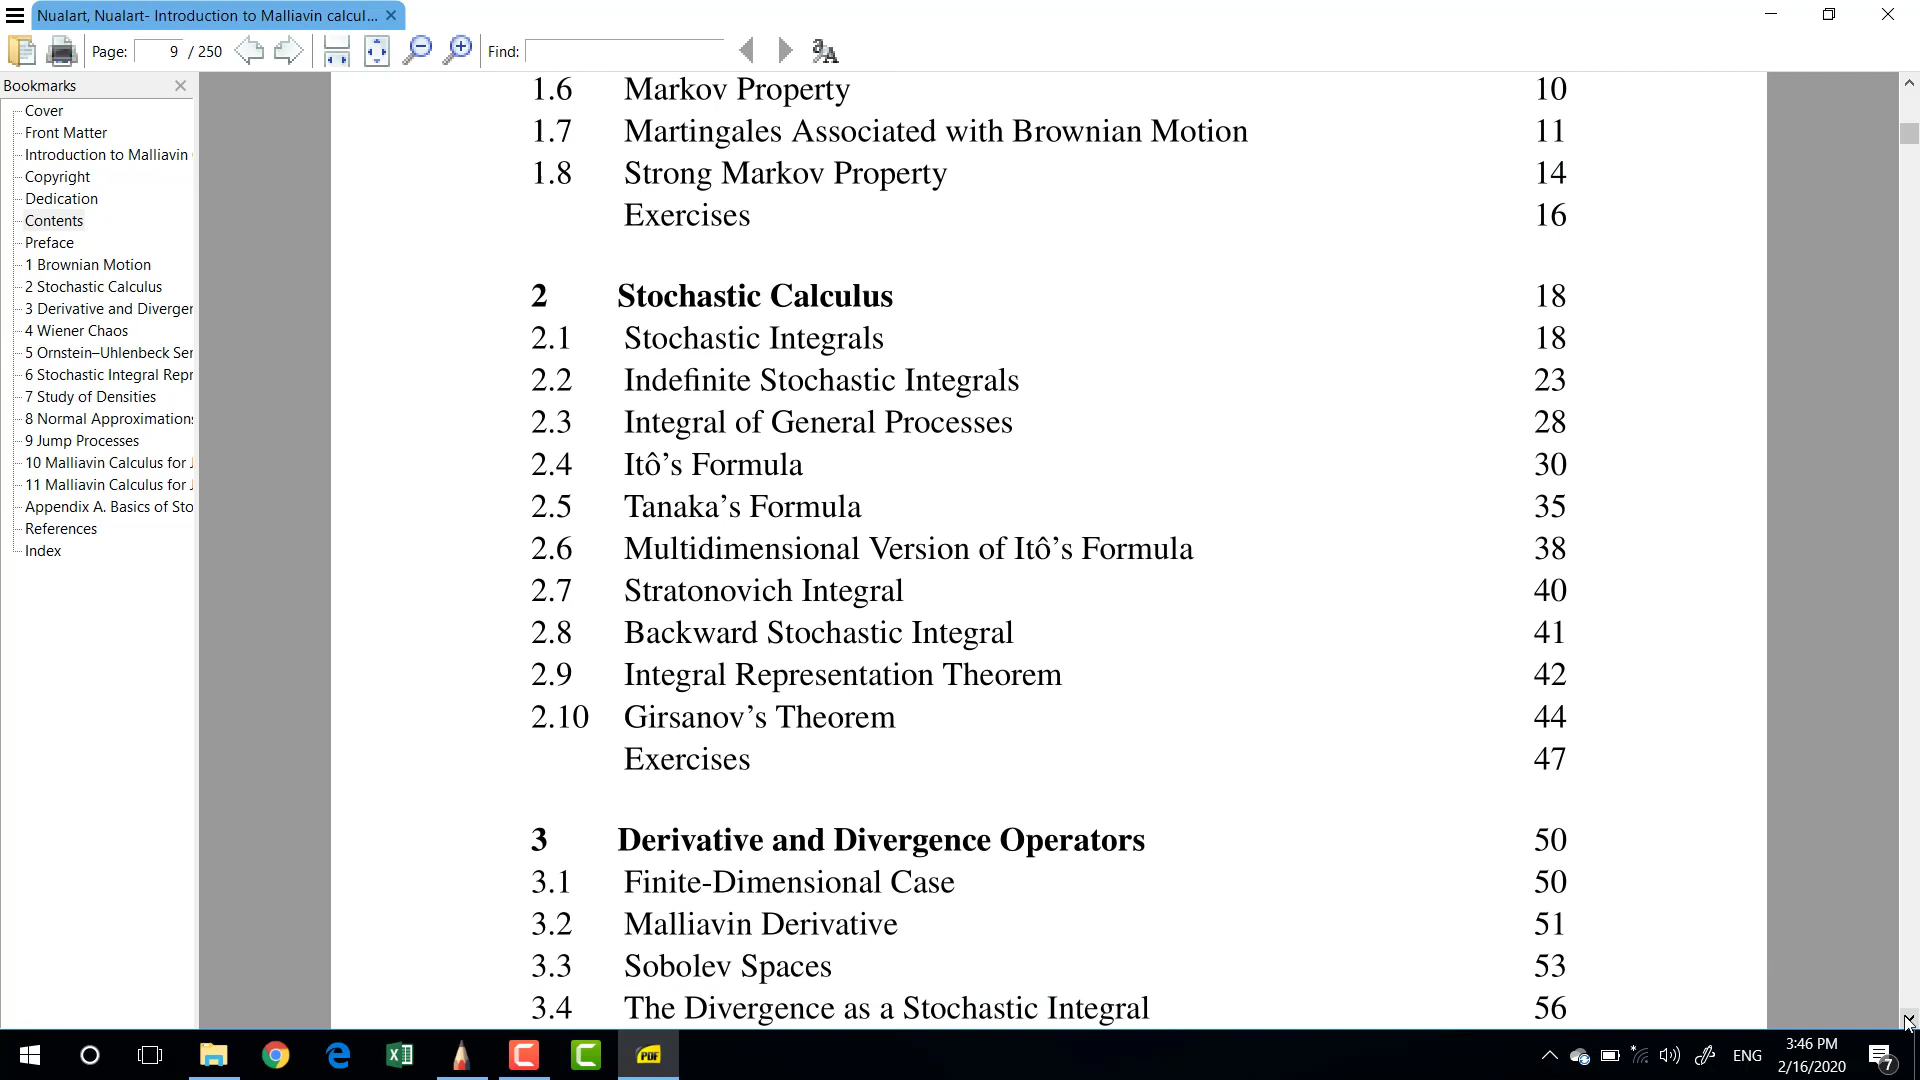 Nualart, Nualart- Introduction to Malliavin calcul...
Page: 9 / 250 Find:
Bookmarks
Cover
Front Matter
Introduction to Malliavin
Copyright
Dedication
Contents
Preface
1 Brownian Motion
2 Stochastic Calculus
3 Derivative and Diverger
4 Wiener Chaos
5 Ornstein–Uhlenbeck Ser
6 Stochastic Integral Repr
7 Study of Densities
8 Normal Approximations
9 Jump Processes
10 Malliavin Calculus for J
11 Malliavin Calculus for J
Appendix A. Basics of Sto
References
Index
1.6 Markov Property 10
1.7 Martingales Associated with Brownian Motion 11
1.8 Strong Markov Property 14
Exercises 16
2 Stochastic Calculus 18
2.1 Stochastic Integrals 18
2.2 Indefinite Stochastic Integrals 23
2.3 Integral of General Processes 28
2.4 Itô’s Formula 30
2.5 Tanaka’s Formula 35
2.6 Multidimensional Version of Itô’s Formula 38
2.7 Stratonovich Integral 40
2.8 Backward Stochastic Integral 41
2.9 Integral Representation Theorem 42
2.10 Girsanov’s Theorem 44
Exercises 47
3 Derivative and Divergence Operators 50
3.1 Finite-Dimensional Case 50
3.2 Malliavin Derivative 51
3.3 Sobolev Spaces 53
3.4 The Divergence as a Stochastic Integral 56
PDF
ENG
3:46 PM
2/16/2020
7